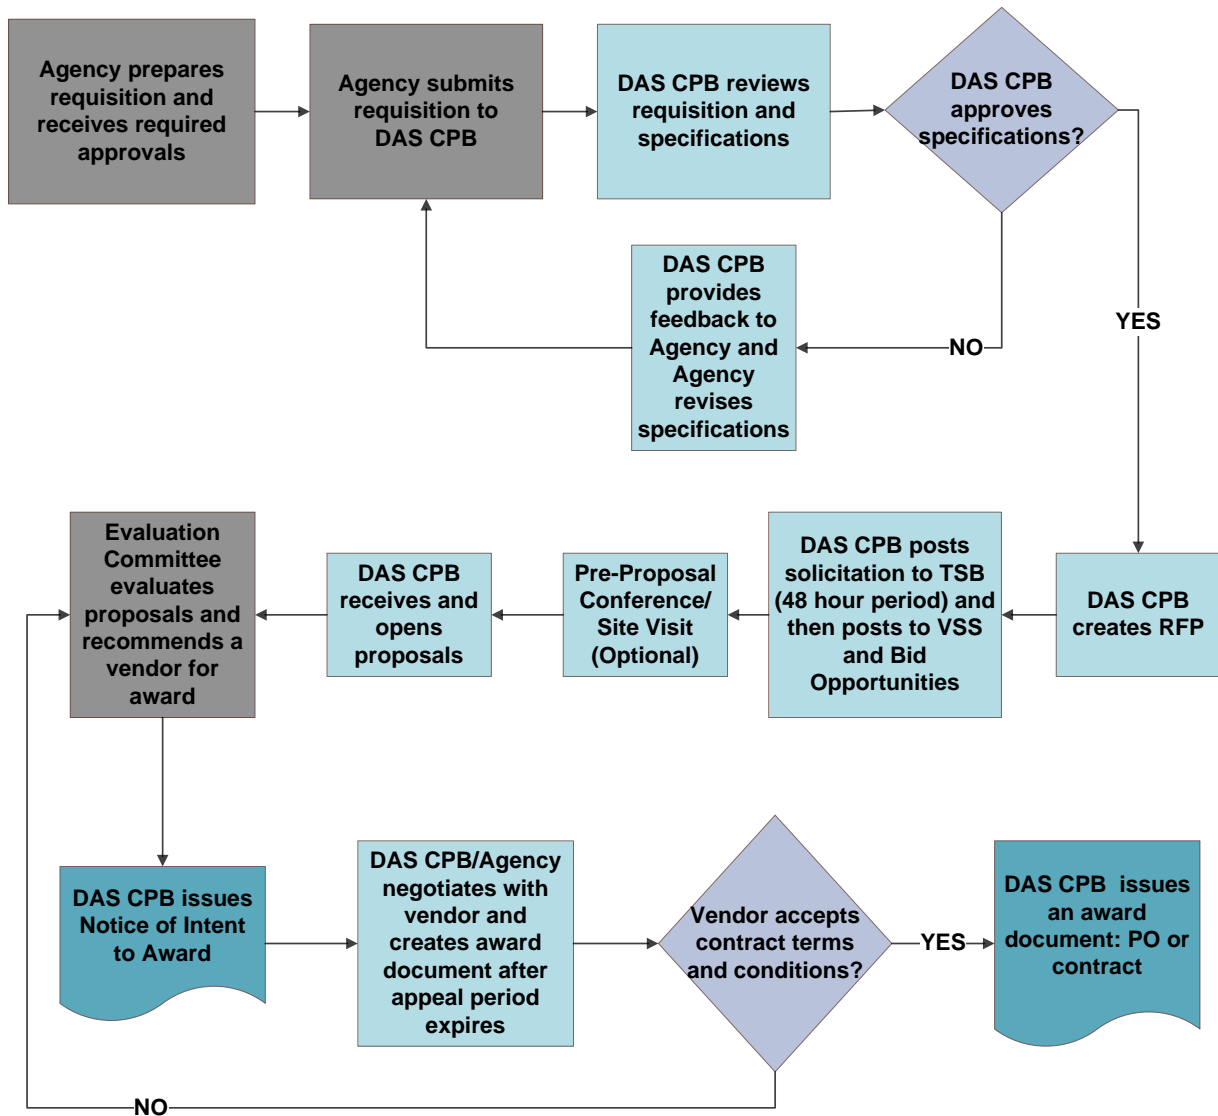 Agency prepares
requisition and
receives required
approvals
Agency submits
requisition to
DAS CPB
DAS CPB reviews
requisition and
specifications
DAS CPB
approves
specifications?
DAS CPB
provides
feedback to
Agency and
Agency
revises
specifications
NO
YES
Evaluation
Committee
evaluates
proposals and
recommends a
vendor for
award
DAS CPB
receives and
opens
proposals
Pre-Proposal
Conference/
Site Visit
(Optional)
DAS CPB posts
solicitation to TSB
(48 hour period) and
then posts to VSS
and Bid
Opportunities
DAS CPB
creates RFP
DAS CPB issues
Notice of Intent
to Award
DAS CPB/Agency
negotiates with
vendor and
creates award
document after
appeal period
expires
Vendor accepts
contract terms
and conditions?
YES
DAS CPB issues
an award
document: PO or
contract
NO